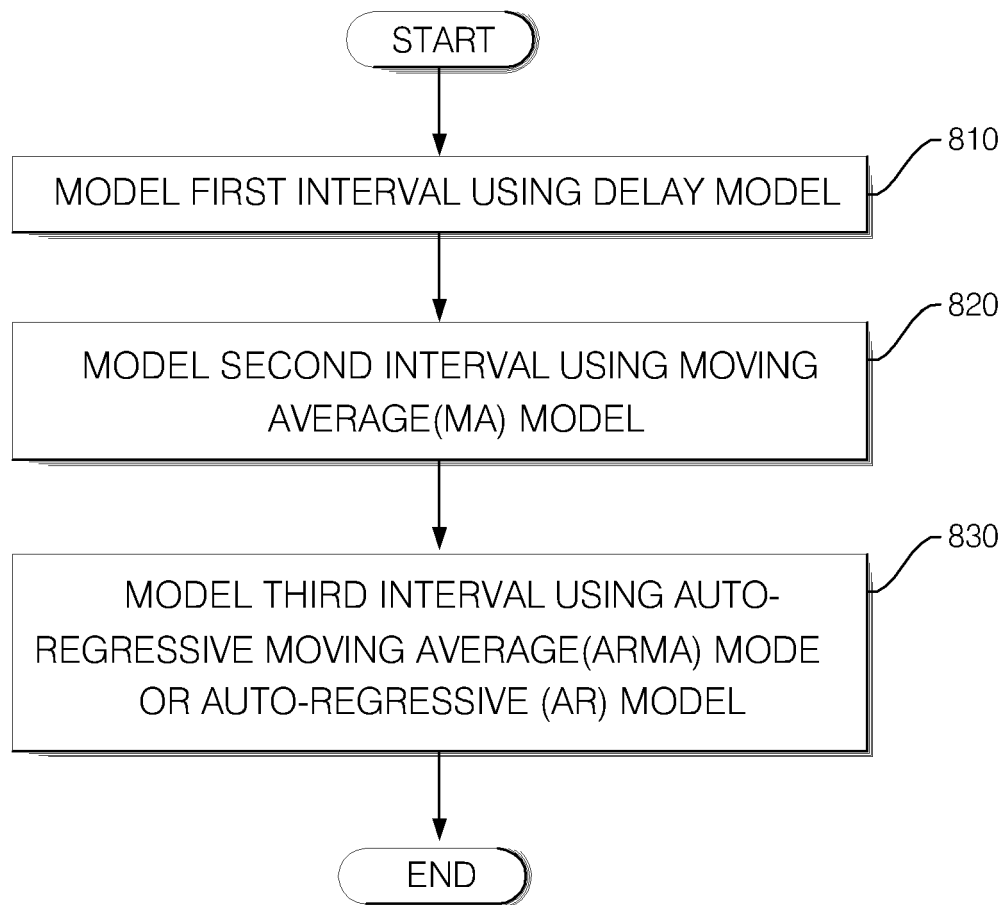 START
810
MODEL FIRST INTERVAL USING DELAY MODEL
820
MODEL SECOND INTERVAL USING MOVING
AVERAGE(MA) MODEL
830
MODEL THIRD INTERVAL USING AUTO-
REGRESSIVE MOVING AVERAGE(ARMA) MODE
OR AUTO-REGRESSIVE (AR) MODEL
END